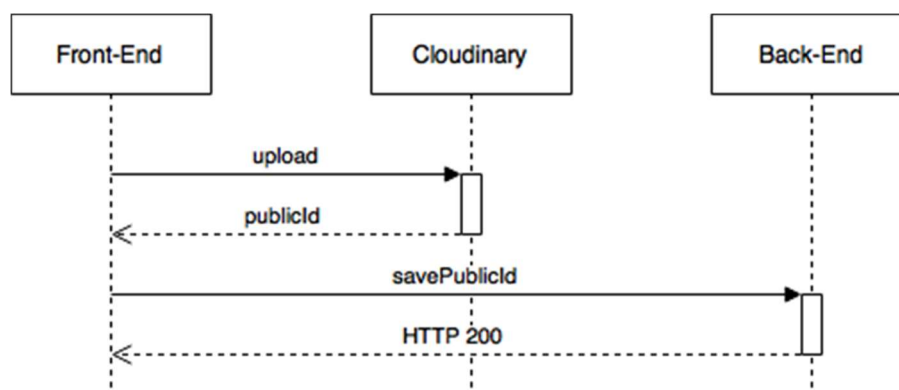 Front-End
Cloudinary
Back-End
upload
publicId
savePublicId
HTTP 200